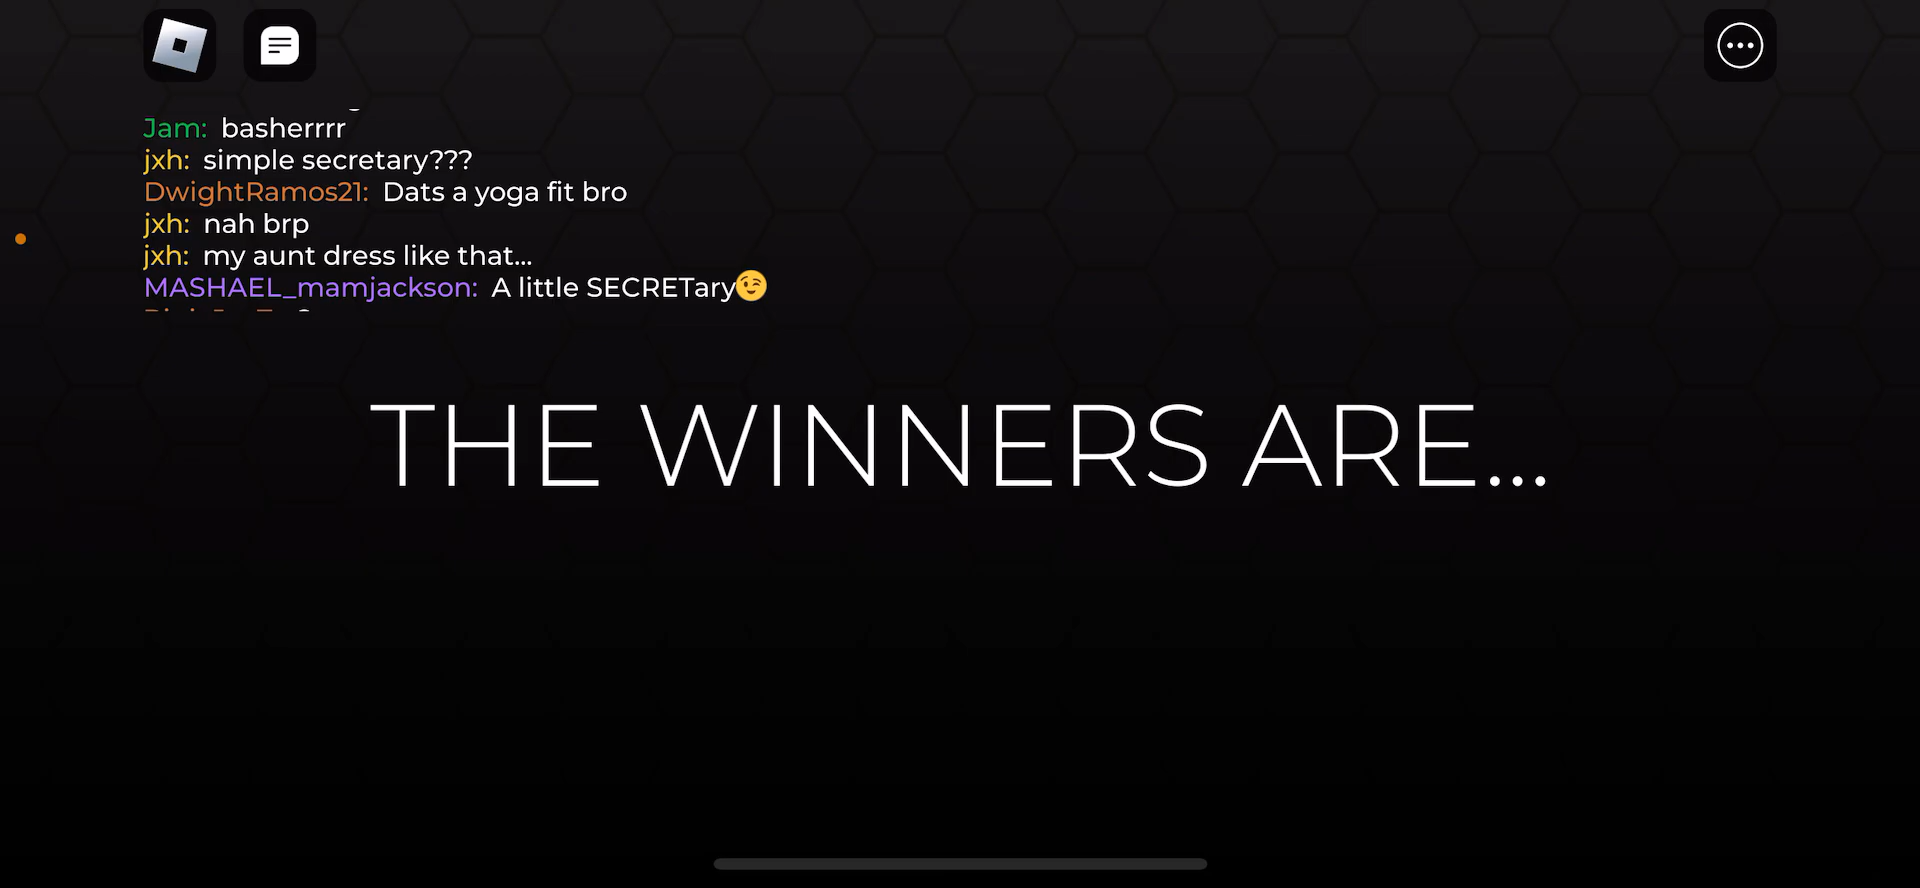 Jam: basherrrr
jxh: simple secretary???
DwightRamos21: Dats a yoga fit bro
jxh: nah brp
jxh: my aunt dress like that...
MASHAEL_mamjackson: A little SECRETary😉
THE WINNERS ARE...